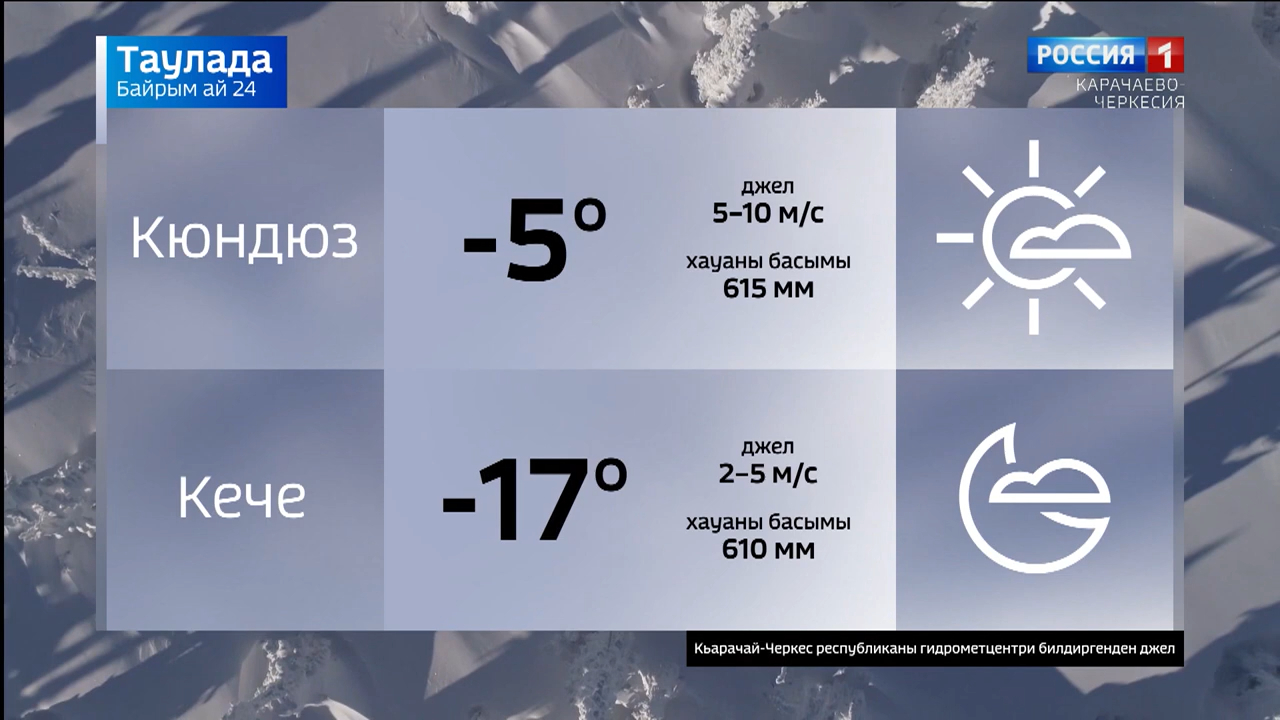 Таулада
Байрым ай 24
РОССИЯ 1
КАРАЧАЕВО-
ЧЕРКЕСИЯ
Кюндюз
-5°
джел
5–10 м/с
хауаны басымы
615 мм
Кече
-17°
джел
2–5 м/с
хауаны басымы
610 мм
Кьарачай-Черкес республиканы гидрометцентри билдиргенден джел